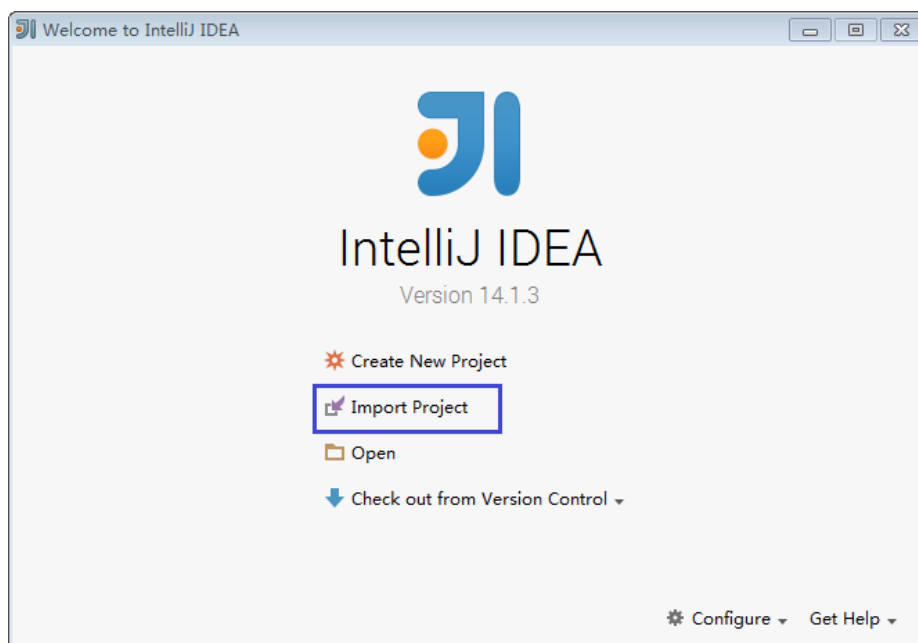 Welcome to IntelliJ IDEA
IntelliJ IDEA
Version 14.1.3
Create New Project
Import Project
Open
Check out from Version Control
Configure Get Help